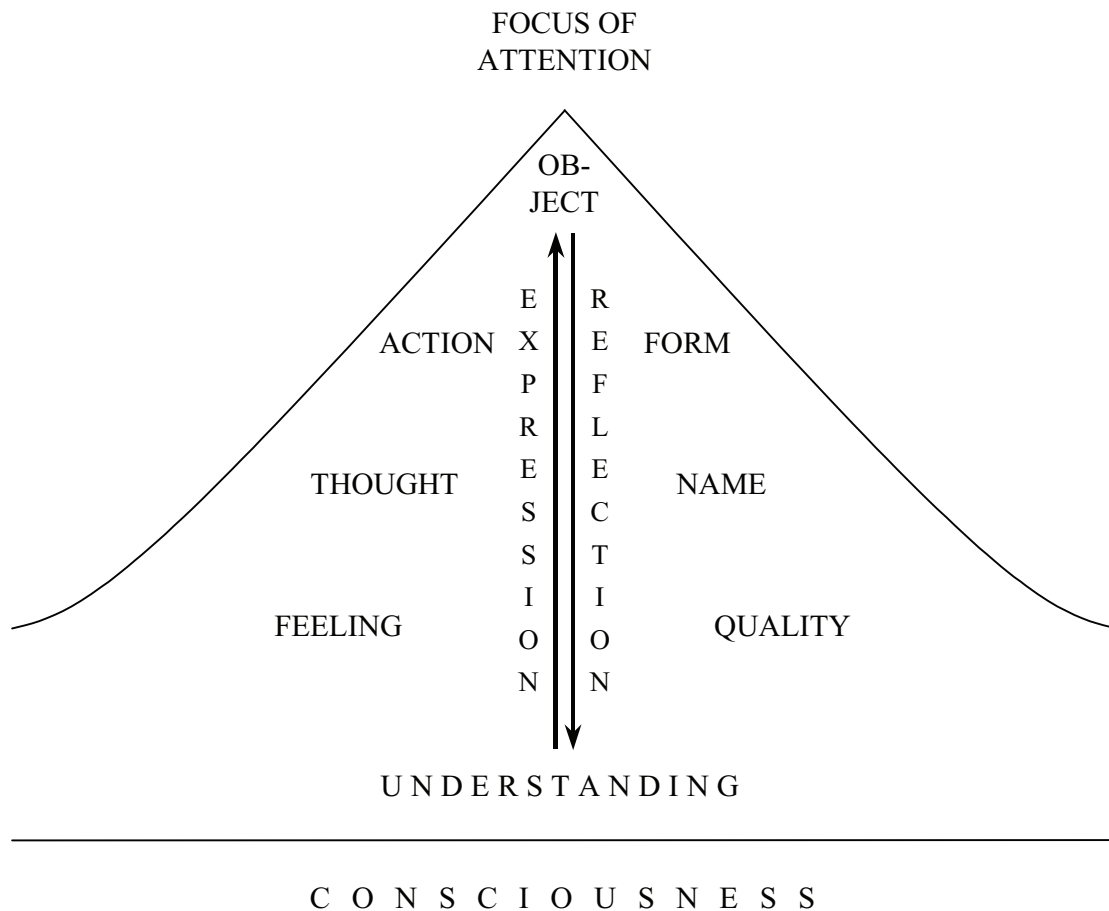 FOCUS OF
ATTENTION
OB-
JECT
EXPRESSION
REFLECTION
ACTION
FORM
THOUGHT
NAME
FEELING
QUALITY
UNDERSTANDING
CONSCIOUSNESS